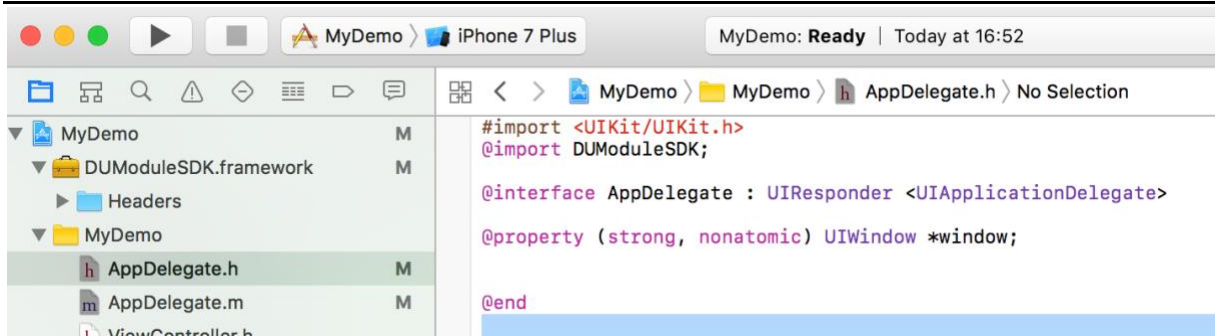 MyDemo 〉 iPhone 7 Plus
MyDemo: Ready | Today at 16:52
MyDemo 〉 MyDemo 〉 h AppDelegate.h 〉 No Selection
MyDemo M
DUModuleSDK.framework M
Headers
MyDemo
h AppDelegate.h M
m AppDelegate.m M
h ViewController.h
#import <UIKit/UIKit.h>
@import DUModuleSDK;
@interface AppDelegate : UIResponder <UIApplicationDelegate>
@property (strong, nonatomic) UIWindow *window;
@end